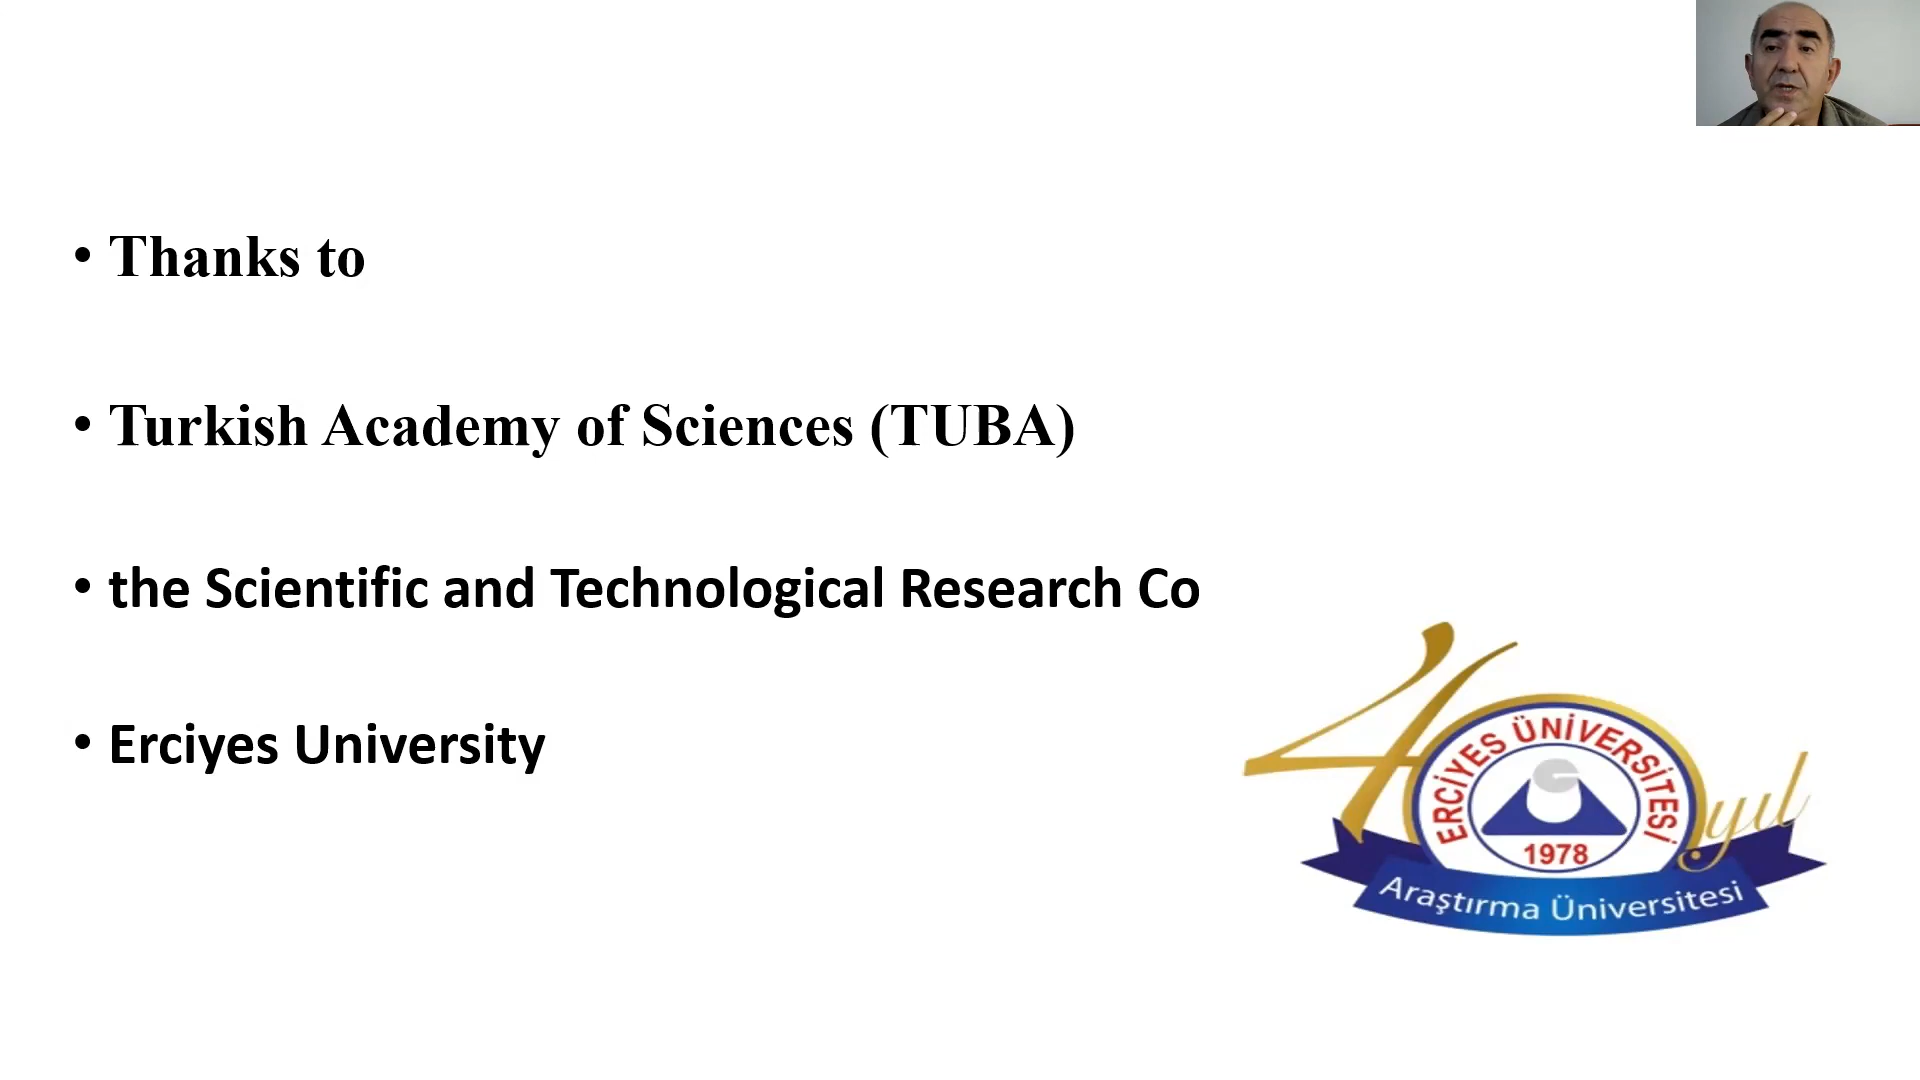 • Thanks to
• Turkish Academy of Sciences (TUBA)
• the Scientific and Technological Research Co
• Erciyes University
40.yıl
ERCİYES ÜNİVERSİTESİ
1978
Araştırma Üniversitesi